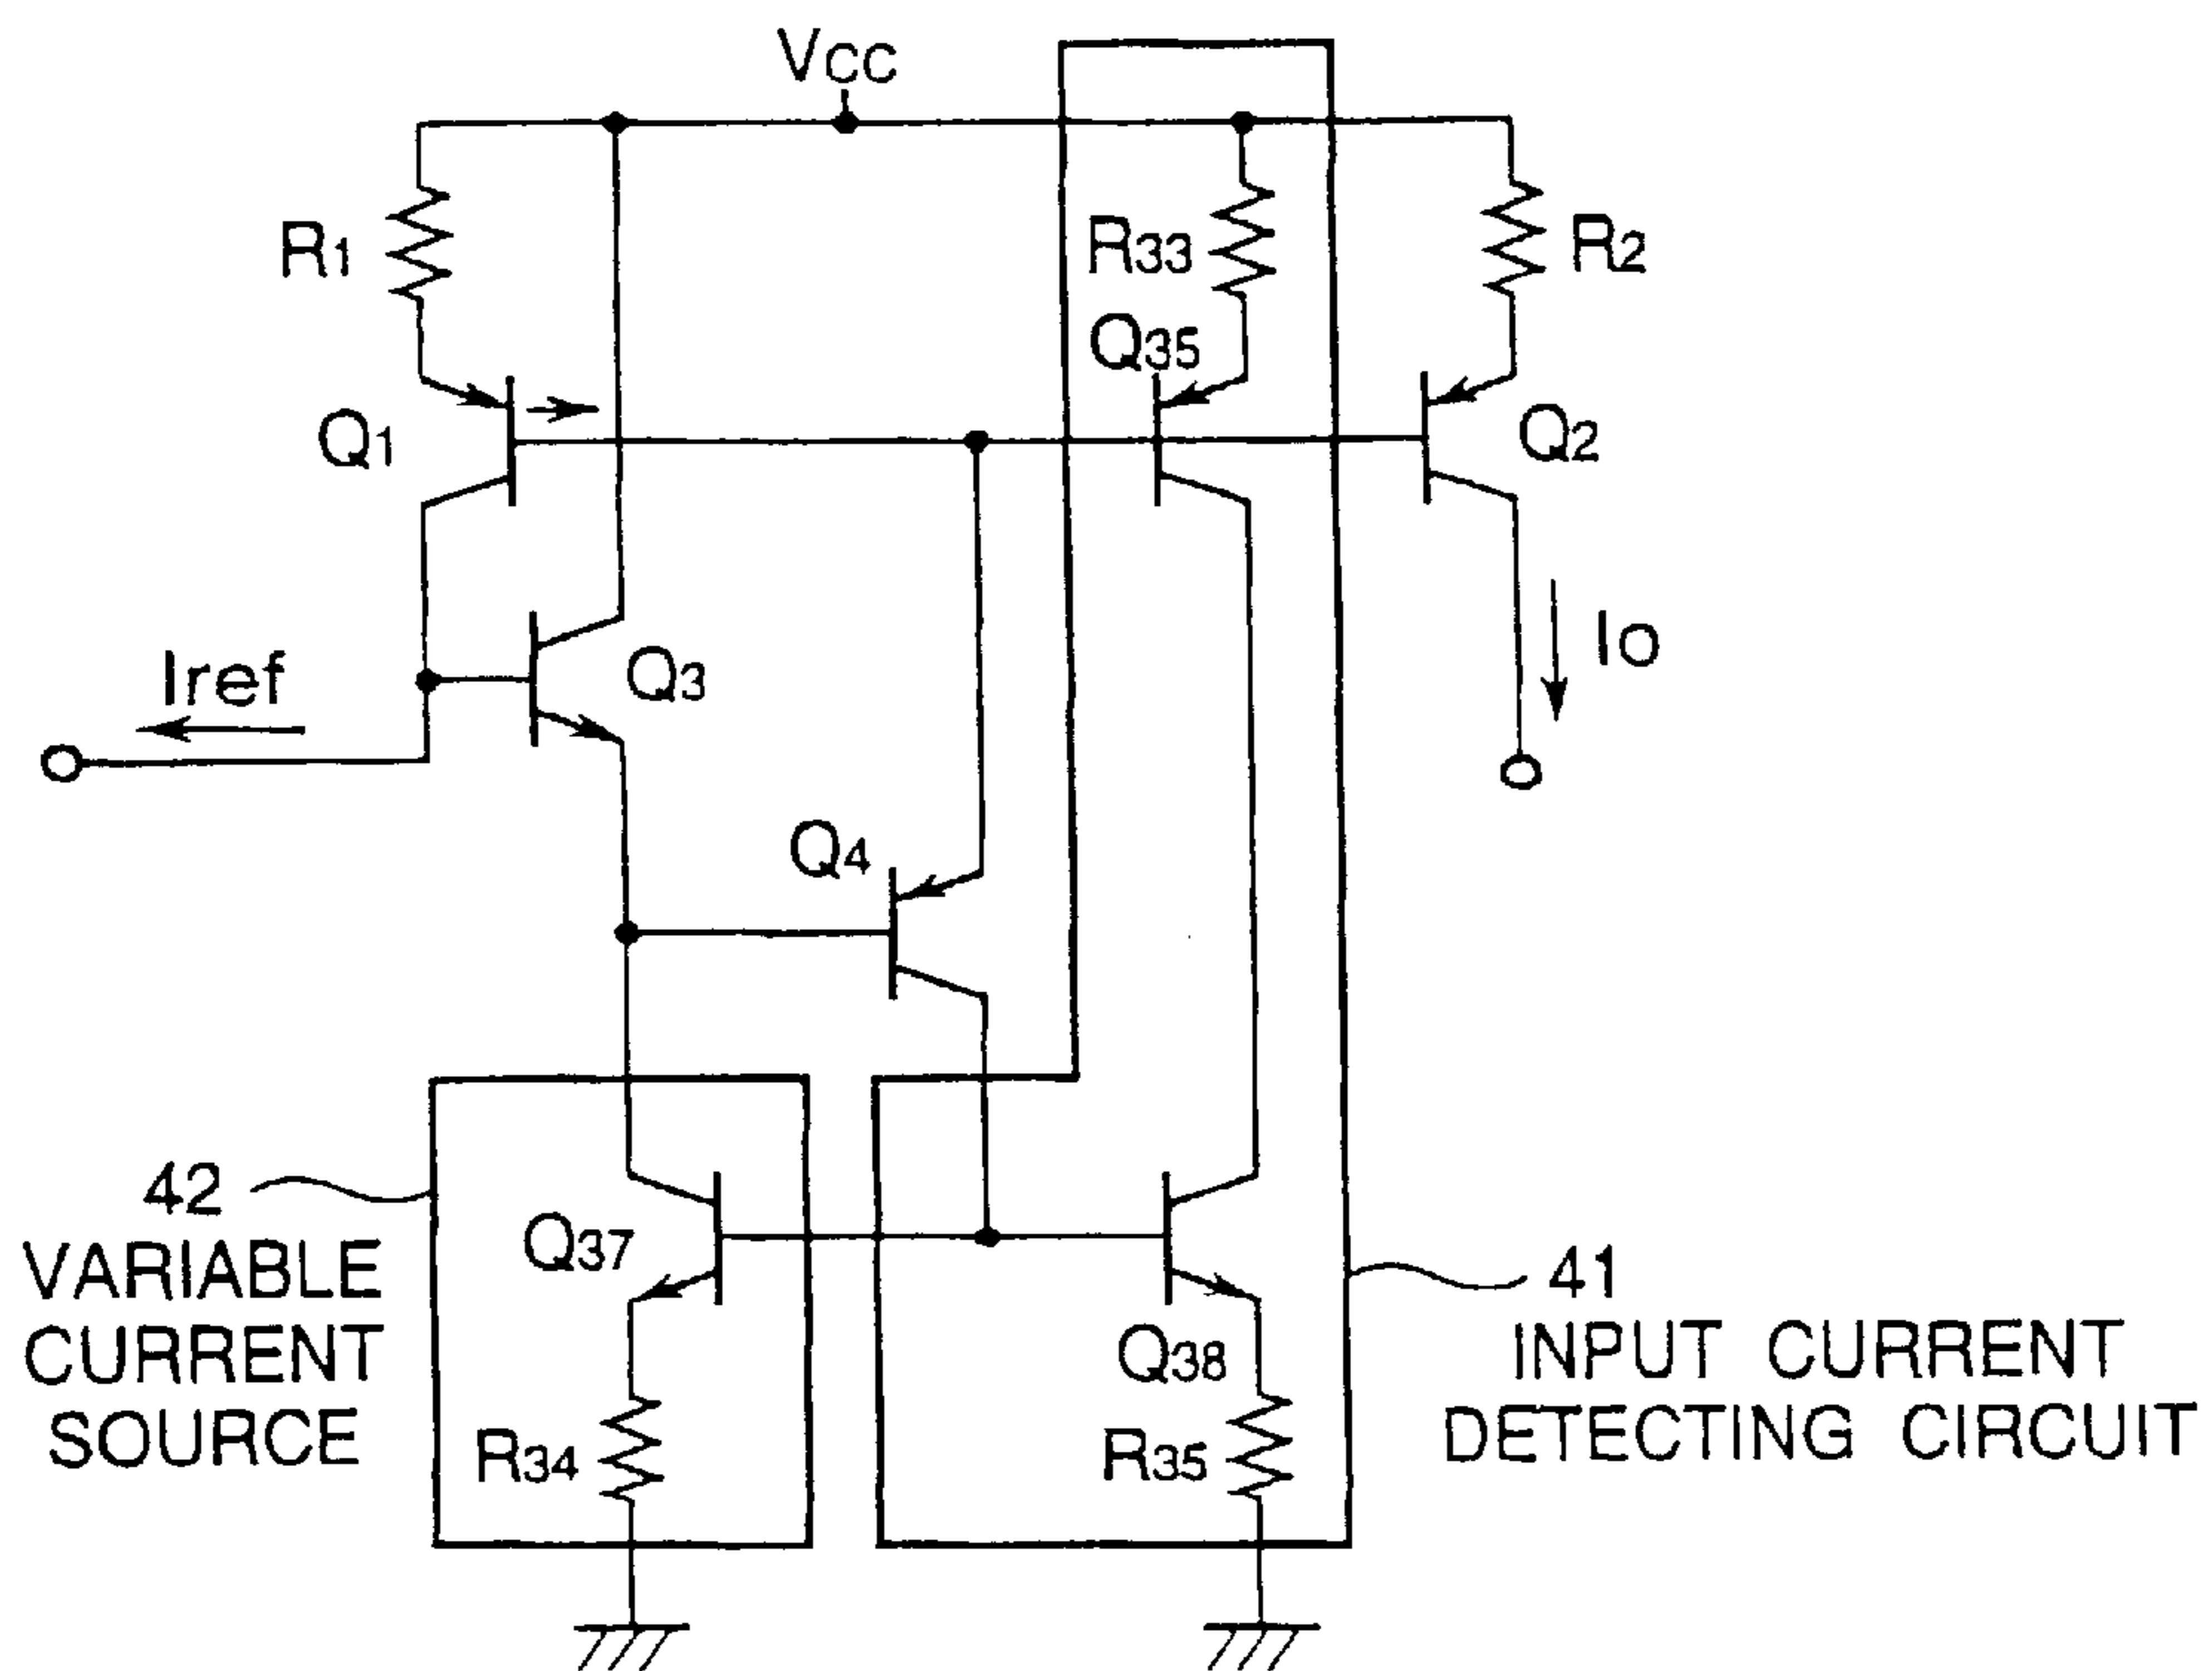 Vcc
R1
R33
R2
Q35
Q1
Q2
Iref
Q3
Io
Q4
42
VARIABLE
CURRENT
SOURCE
Q37
R34
Q38
R35
41
INPUT CURRENT
DETECTING CIRCUIT